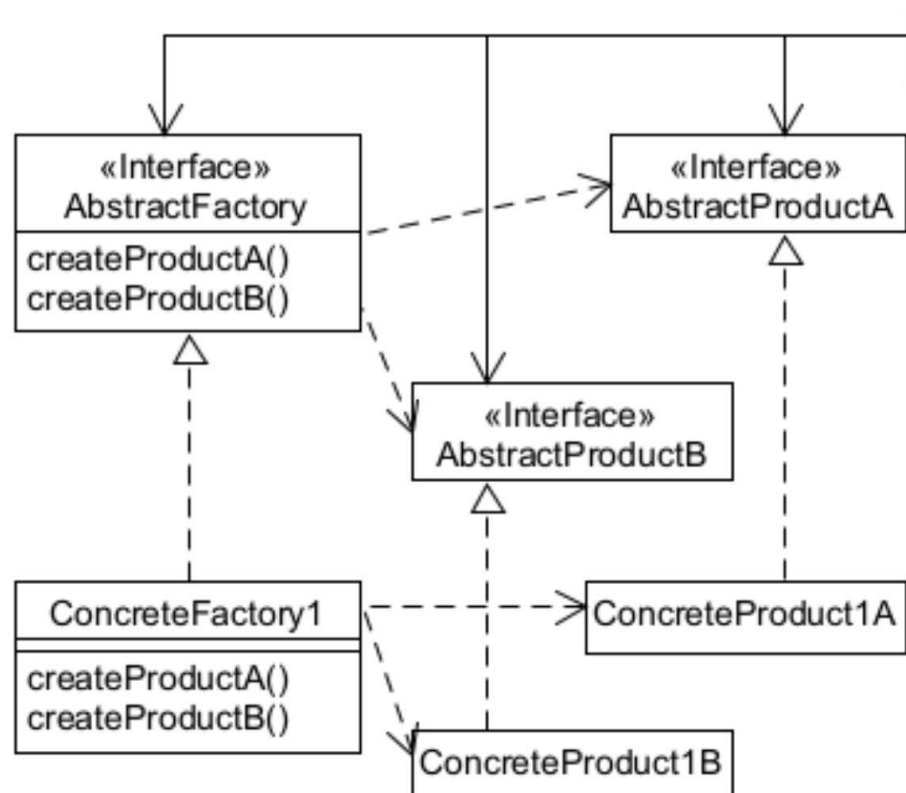 «Interface»
AbstractFactory
createProductA()
createProductB()
«Interface»
AbstractProductA
«Interface»
AbstractProductB
ConcreteFactory1
createProductA()
createProductB()
ConcreteProduct1A
ConcreteProduct1B